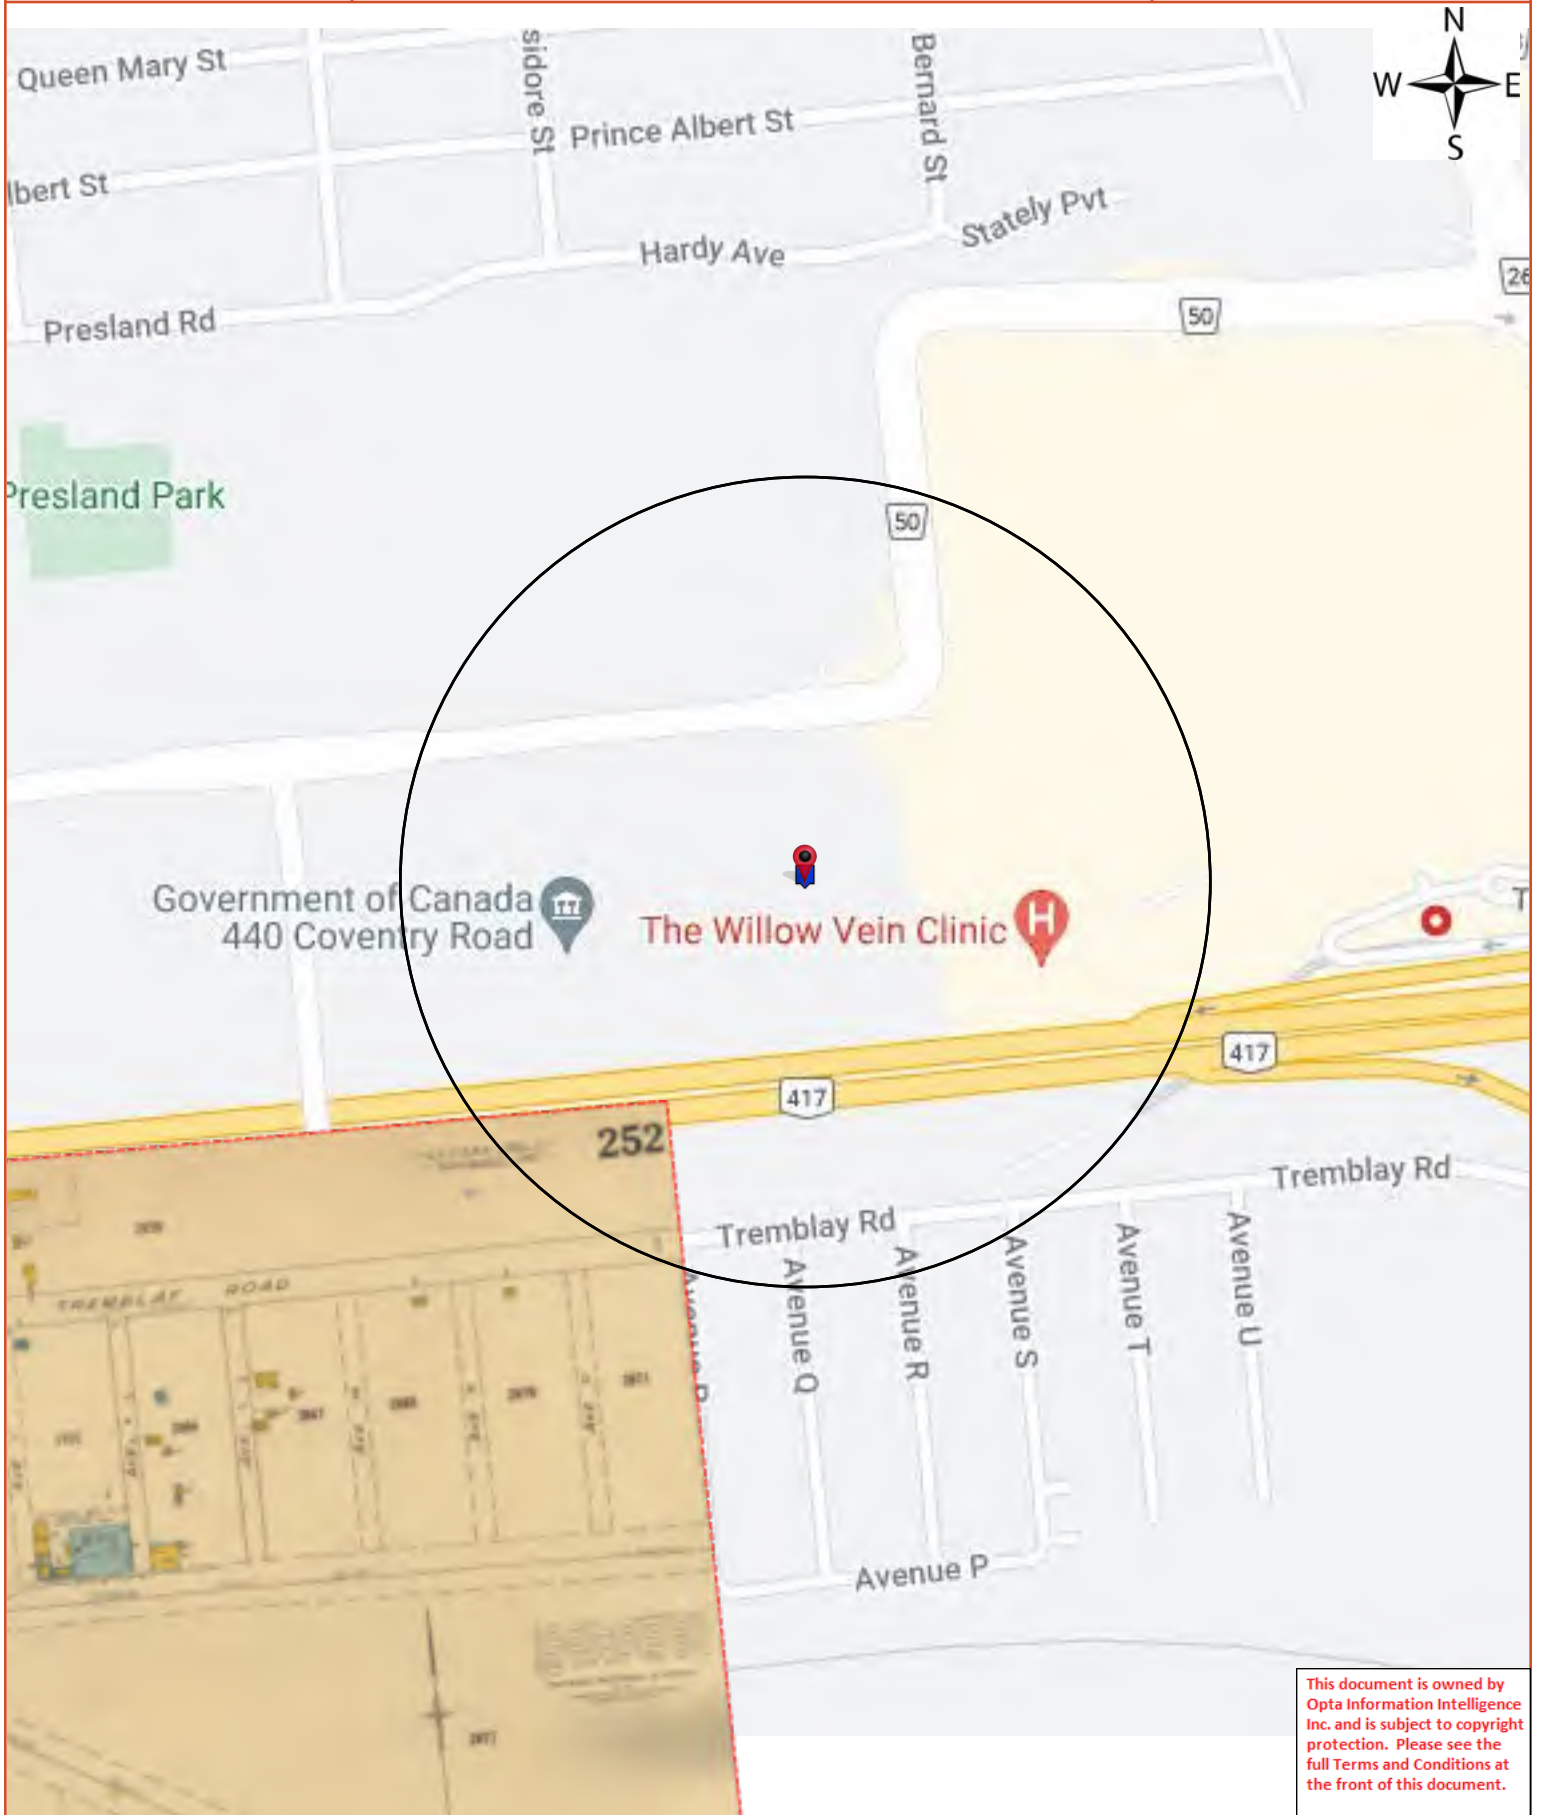 N
W E
S
Queen Mary St
sidore St
Bernard St
Prince Albert St
lbert St
Stately Pvt
Hardy Ave
26
50
Presland Rd
Presland Park
50
Government of Canada
440 Coventry Road
The Willow Vein Clinic
H
T
417
417
252
Tremblay Rd
Tremblay Rd
TREMBLAY ROAD
Avenue Q
Avenue R
Avenue S
Avenue T
Avenue U
Avenue P
This document is owned by
Opta Information Intelligence
Inc. and is subject to copyright
protection. Please see the
full Terms and Conditions at
the front of this document.